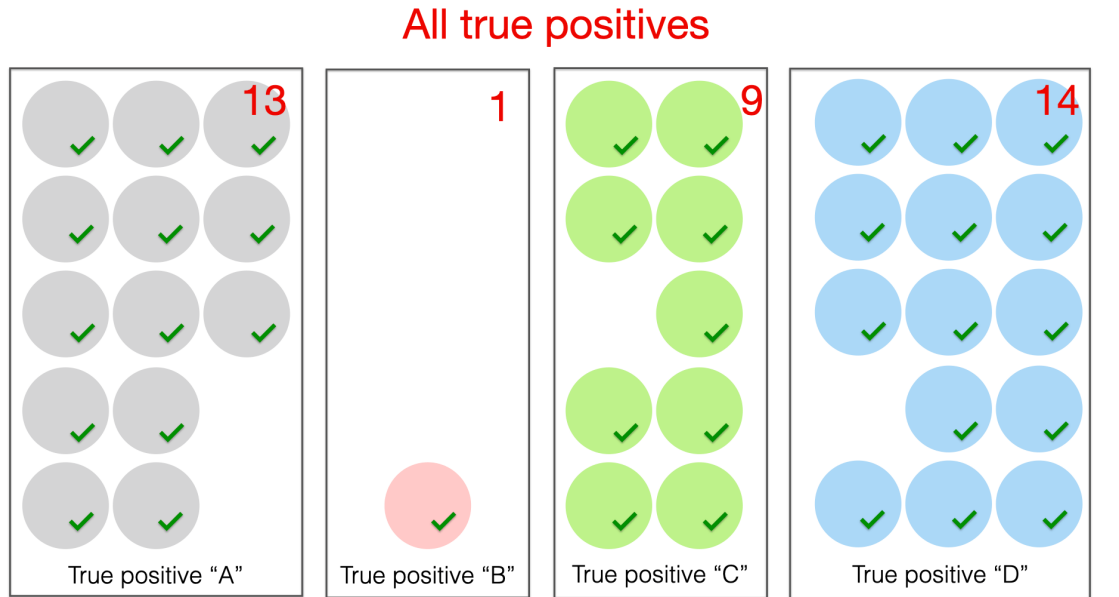 All true positives
13
1
9
14
True positive “A”
True positive “B”
True positive “C”
True positive “D”